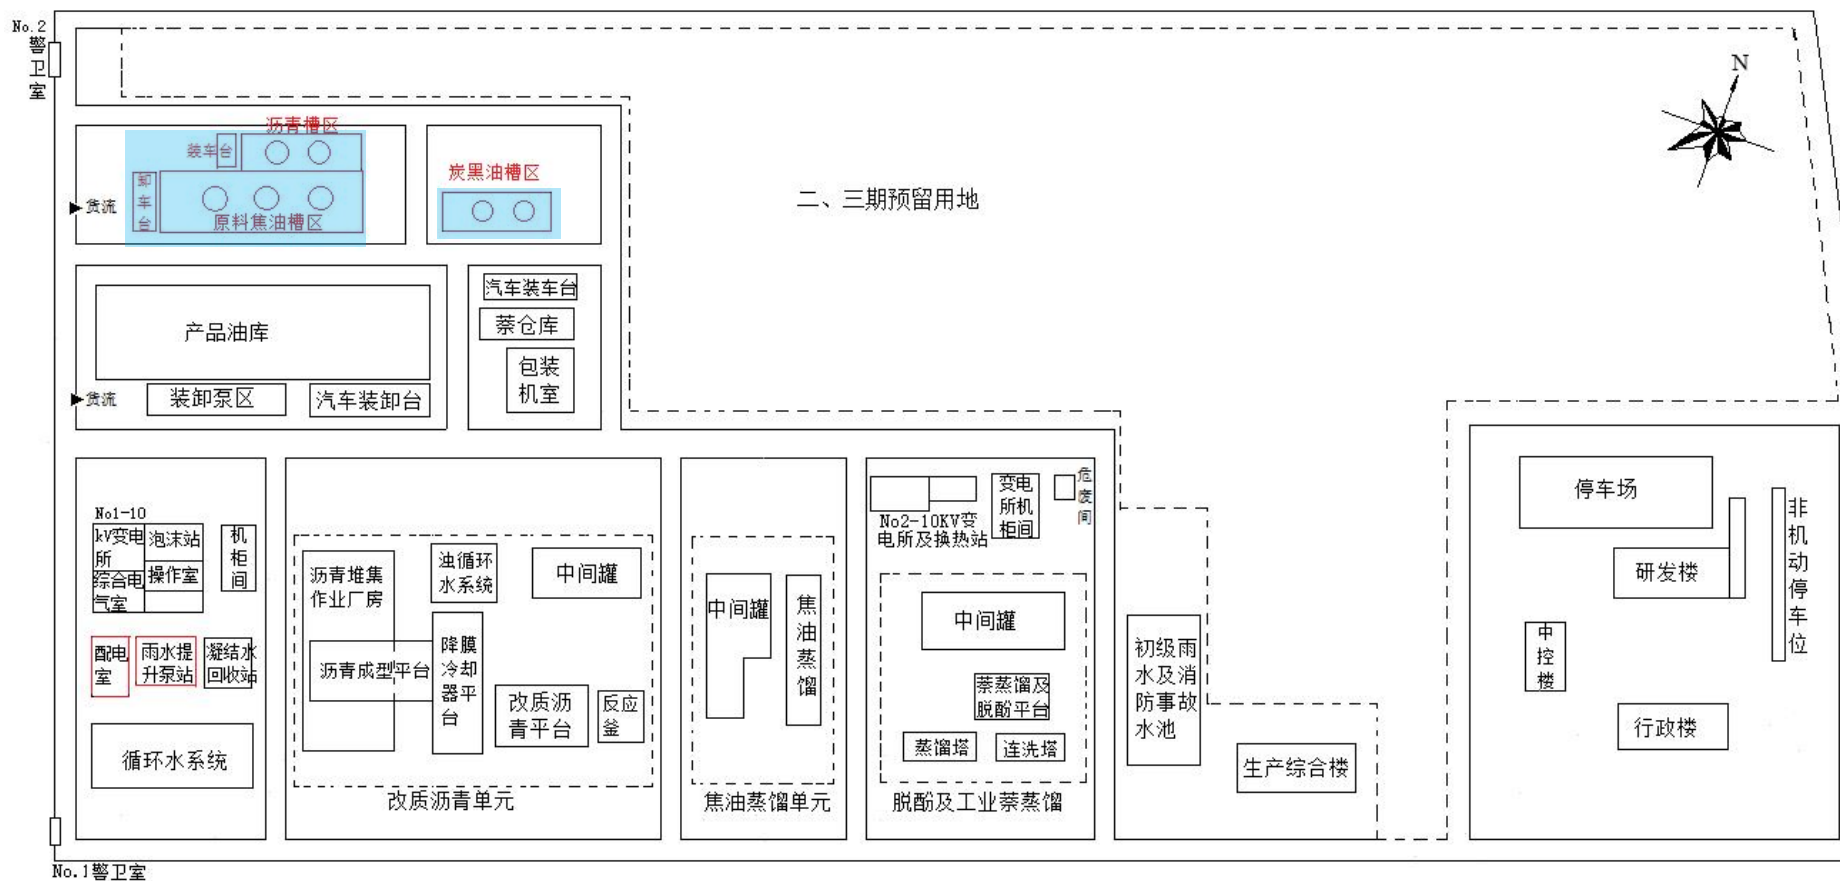 No.2
警
卫
室
N
沥青槽区
装车台
卸
车
台
原料焦油槽区
货流
炭黑油槽区
二、三期预留用地
产品油库
货流
装卸泵区
汽车装卸台
汽车装车台
萘仓库
包装
机室
No1-10
kV变电
所
泡沫站
综合电
气室
操作室
机
柜
间
配电
室
雨水提
升泵站
凝结水
回收站
循环水系统
沥青堆集
作业厂房
浊循环
水系统
中间罐
沥青成型平台
降膜
冷却
器平
台
改质沥
青平台
反应
釜
改质沥青单元
中间罐
焦
油
蒸
馏
焦油蒸馏单元
No2-10KV变
电所及换热站
变电
所机
柜间
危
废
间
中间罐
萘蒸馏及
脱酚平台
蒸馏塔
连洗塔
脱酚及工业萘蒸馏
初级雨
水及消
防事故
水池
生产综合楼
停车场
研发楼
非
机
动
停
车
位
中
控
楼
行政楼
No.1警卫室